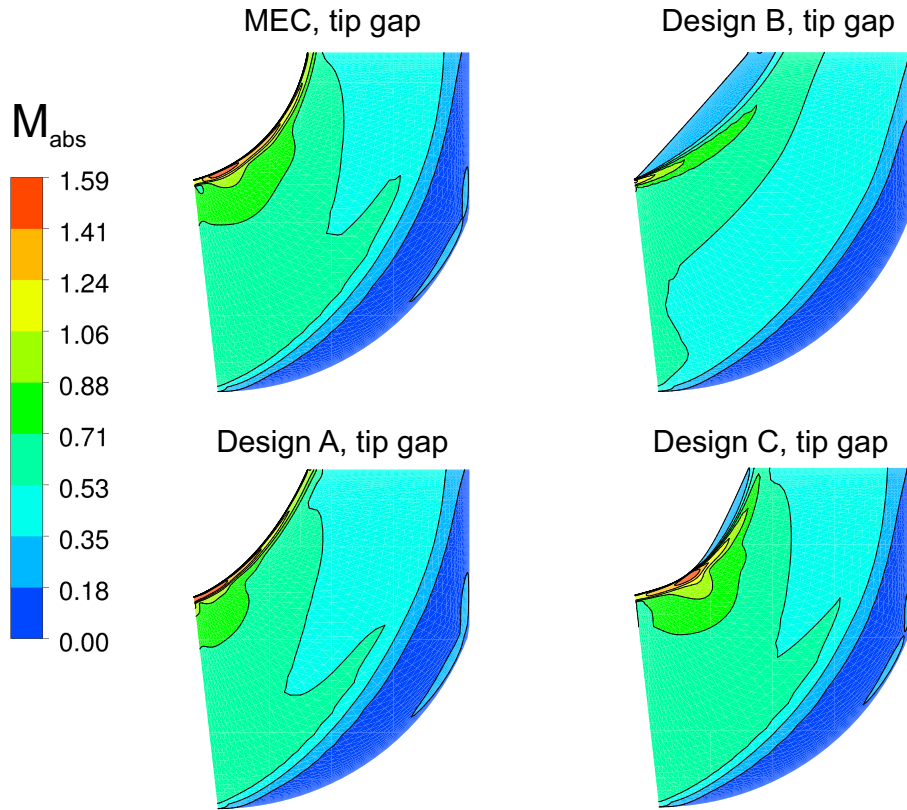 MEC, tip gap
Design B, tip gap
M_abs
1.59
1.41
1.24
1.06
0.88
0.71
0.53
0.35
0.18
0.00
Design A, tip gap
Design C, tip gap